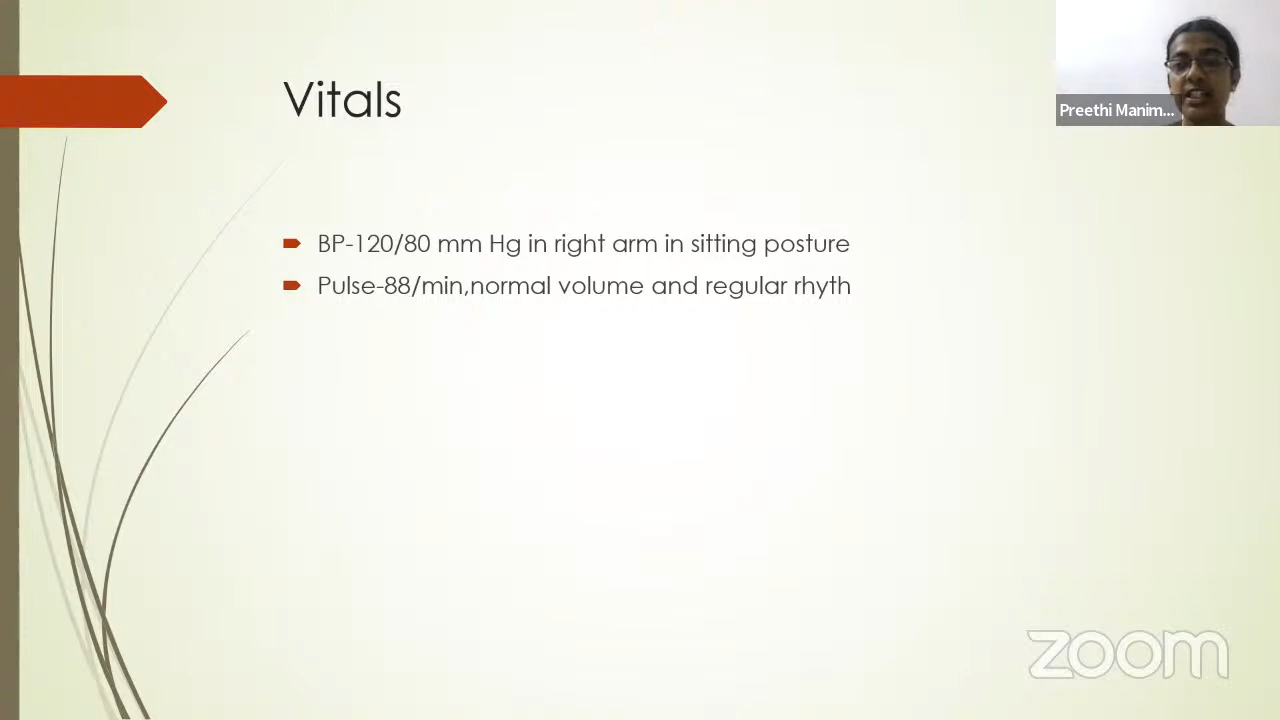 Vitals
Preethi Manim...
BP-120/80 mm Hg in right arm in sitting posture
Pulse-88/min,normal volume and regular rhyth
zoom